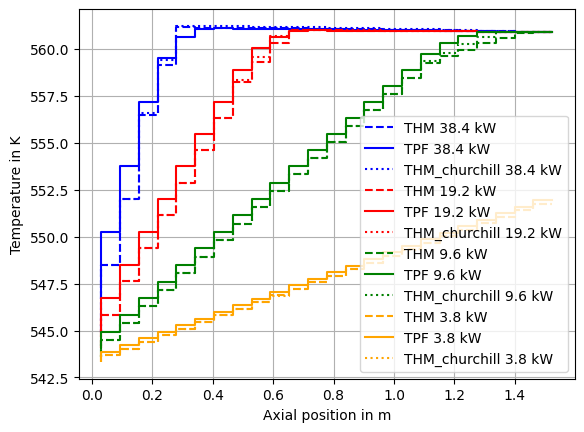 Temperature in K
560.0
557.5
555.0
552.5
550.0
547.5
545.0
542.5
THM 38.4 kW
TPF 38.4 kW
THM_churchill 38.4 kW
THM 19.2 kW
TPF 19.2 kW
THM_churchill 19.2 kW
THM 9.6 kW
TPF 9.6 kW
THM_churchill 9.6 kW
THM 3.8 kW
TPF 3.8 kW
THM_churchill 3.8 kW
0.0 0.2 0.4 0.6 0.8 1.0 1.2 1.4
Axial position in m